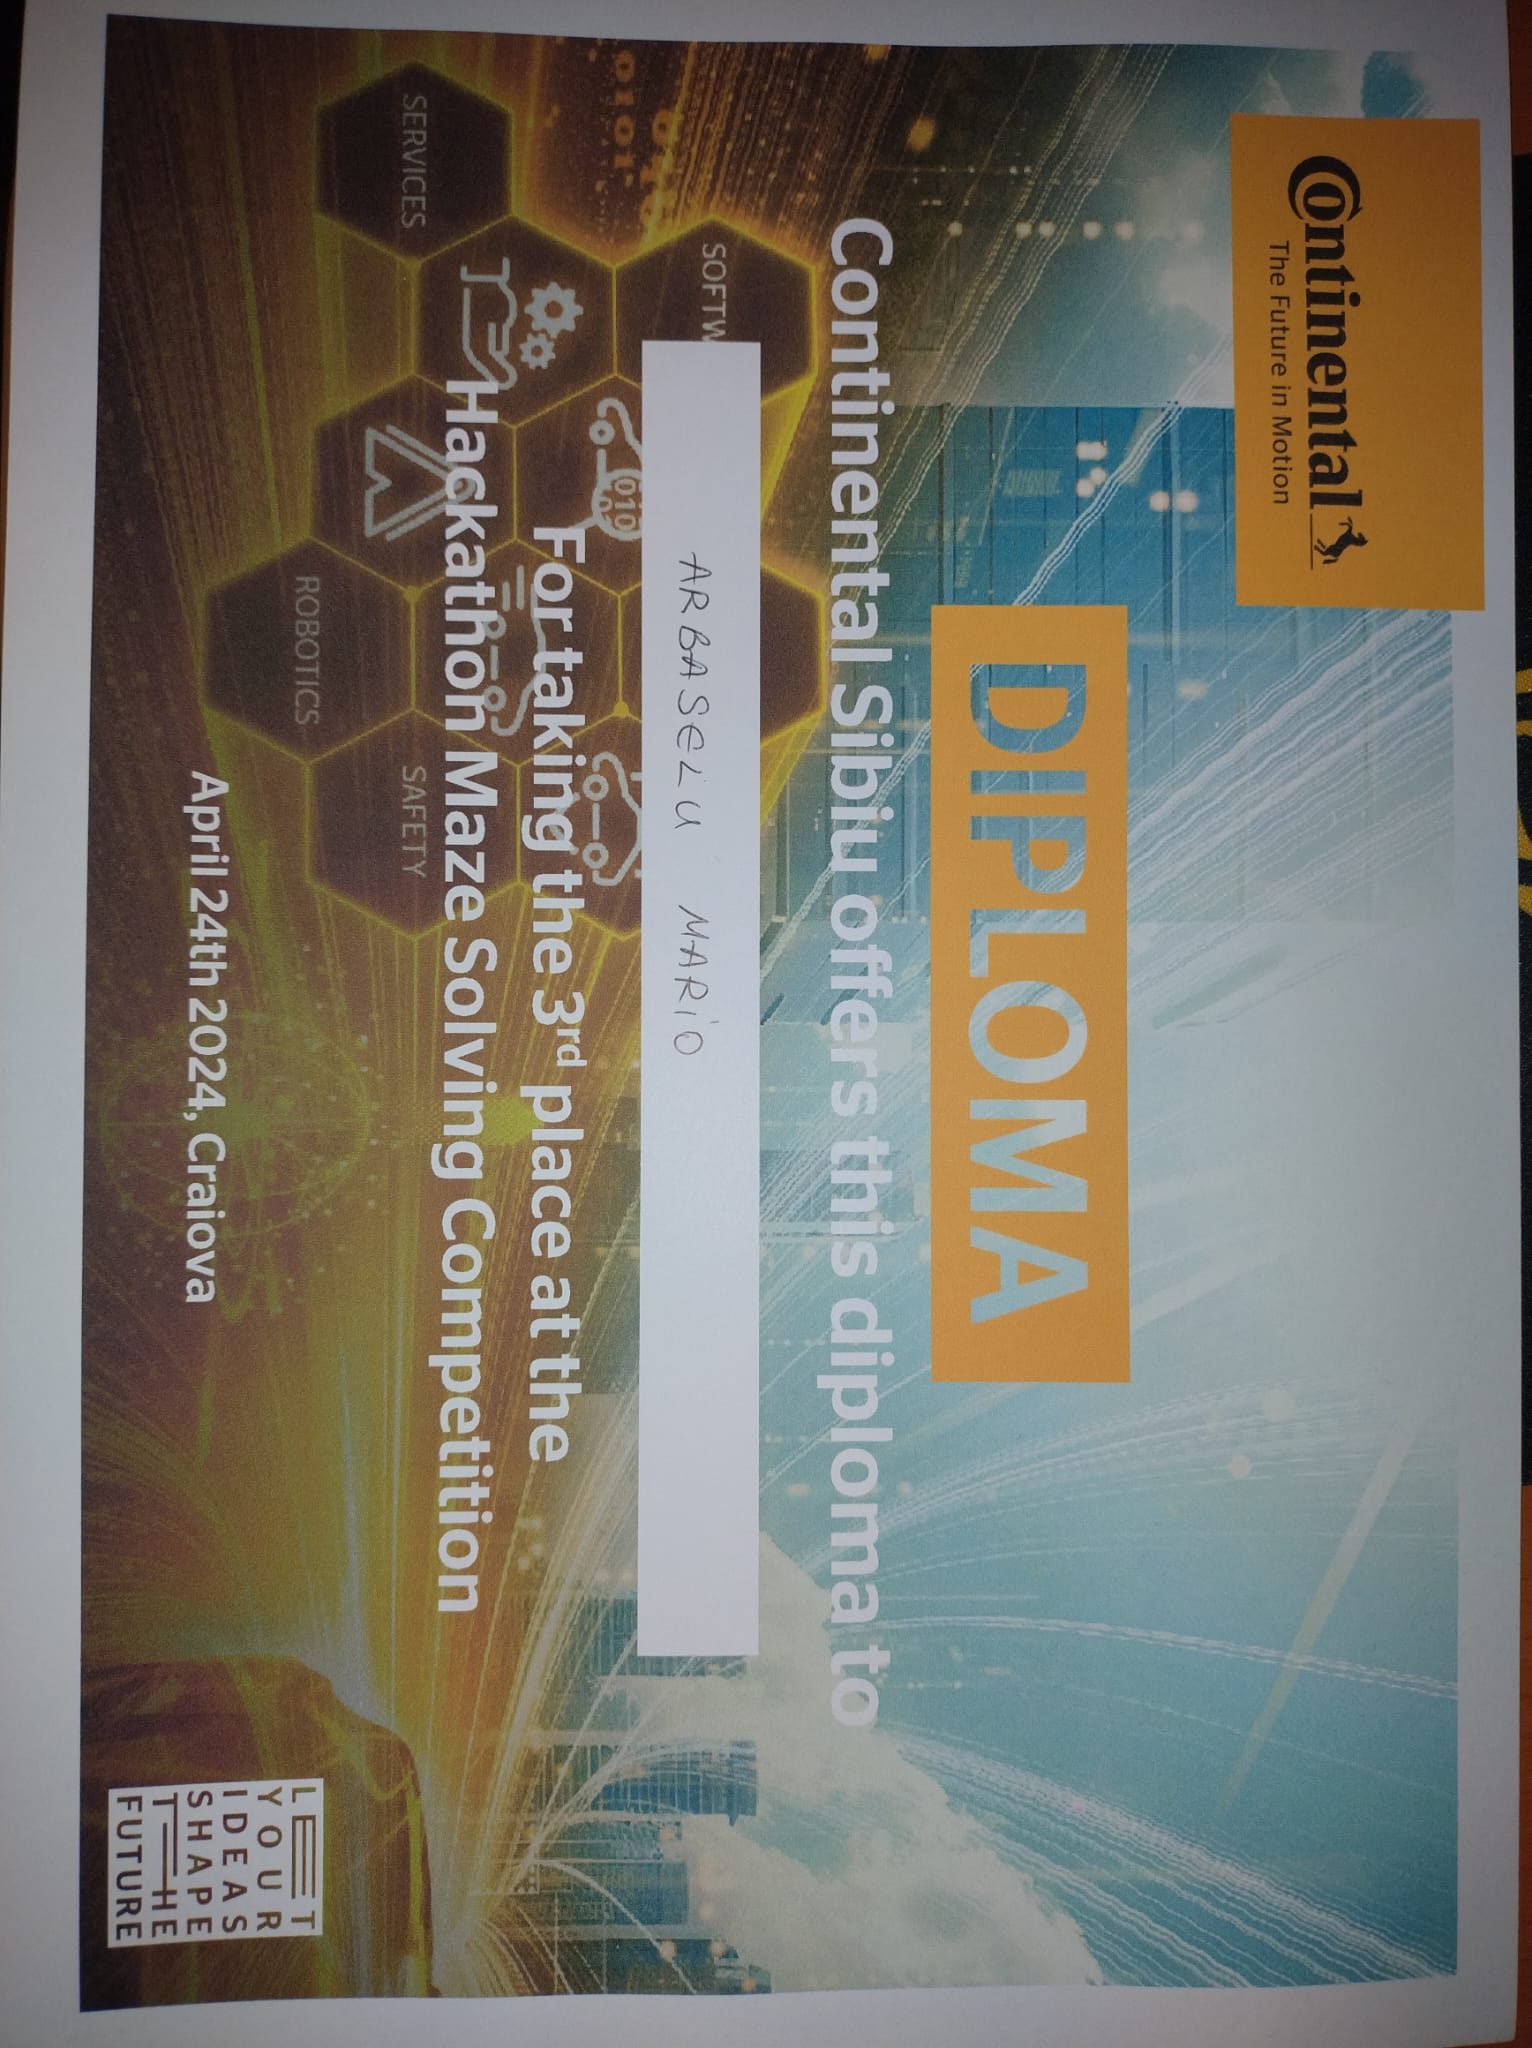 Continental
The Future in Motion
DIPLOMA
Continental Sibiu offers this diploma to
SOFTW
ARBASELU MARIO
010
0101
For taking the 3rd place at the
Hackathon Maze Solving Competition
SERVICES
SAFETY
ROBOTICS
April 24th 2024, Craiova
LET
YOUR
IDEAS
SHAPE
THE
FUTURE